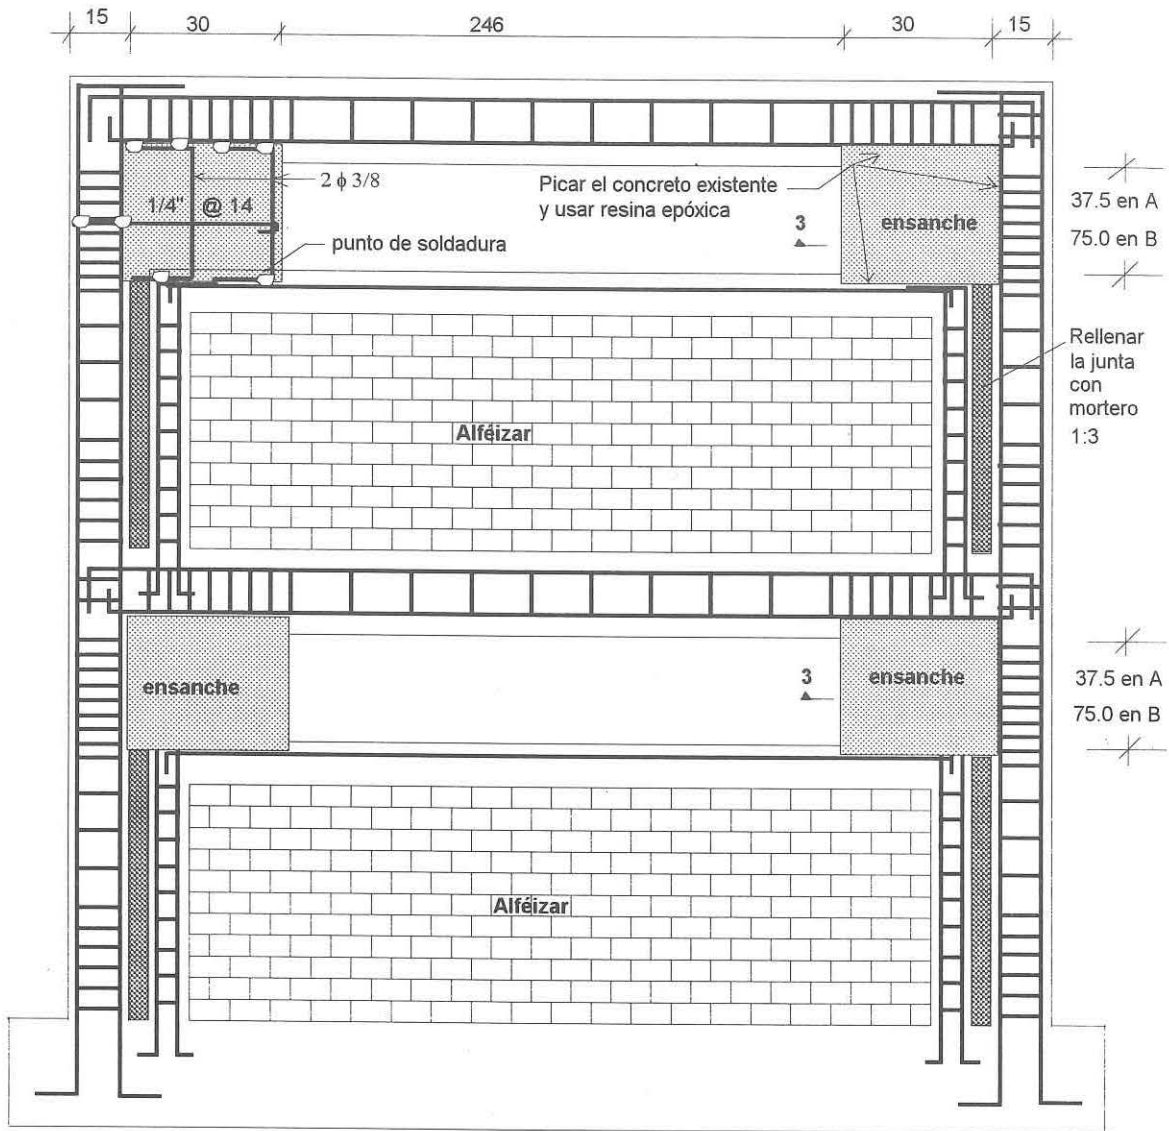 15
30
246
30
15
2 ϕ 3/8
1/4" @ 14
punto de soldadura
Picar el concreto existente
y usar resina epóxica
3
ensanche
37.5 en A
75.0 en B
Rellenar
la junta
con
mortero
1:3
Alféizar
ensanche
3
ensanche
37.5 en A
75.0 en B
Alféizar